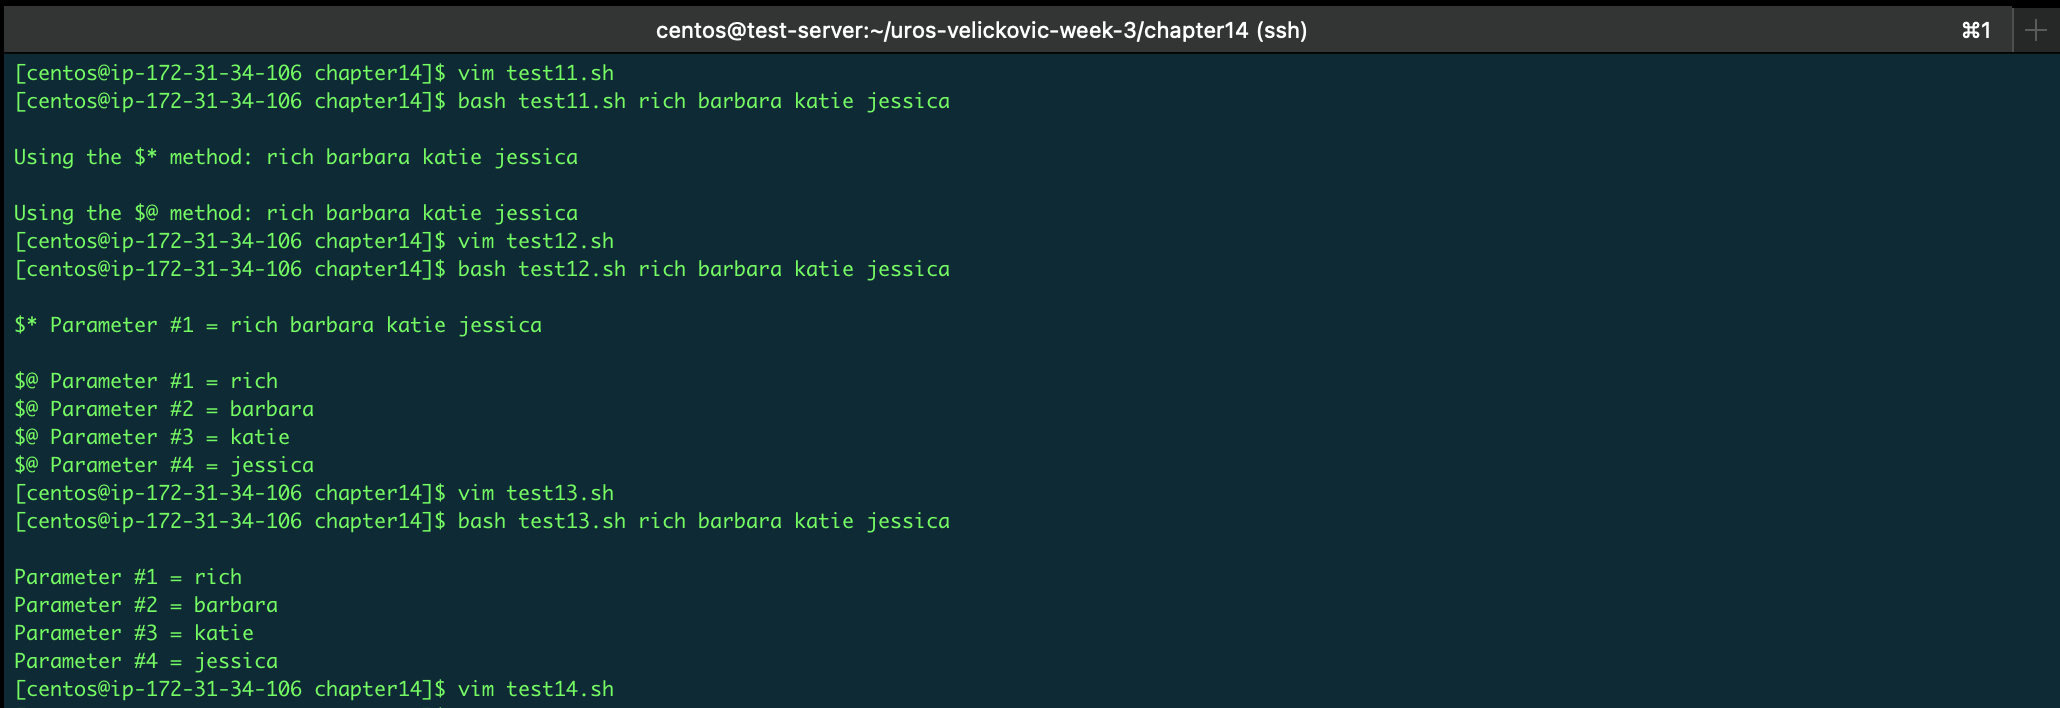 centos@test-server:~/uros-velickovic-week-3/chapter14 (ssh) ⌘1 +
[centos@ip-172-31-34-106 chapter14]$ vim test11.sh
[centos@ip-172-31-34-106 chapter14]$ bash test11.sh rich barbara katie jessica
Using the $* method: rich barbara katie jessica
Using the $@ method: rich barbara katie jessica
[centos@ip-172-31-34-106 chapter14]$ vim test12.sh
[centos@ip-172-31-34-106 chapter14]$ bash test12.sh rich barbara katie jessica
$* Parameter #1 = rich barbara katie jessica
$@ Parameter #1 = rich
$@ Parameter #2 = barbara
$@ Parameter #3 = katie
$@ Parameter #4 = jessica
[centos@ip-172-31-34-106 chapter14]$ vim test13.sh
[centos@ip-172-31-34-106 chapter14]$ bash test13.sh rich barbara katie jessica
Parameter #1 = rich
Parameter #2 = barbara
Parameter #3 = katie
Parameter #4 = jessica
[centos@ip-172-31-34-106 chapter14]$ vim test14.sh